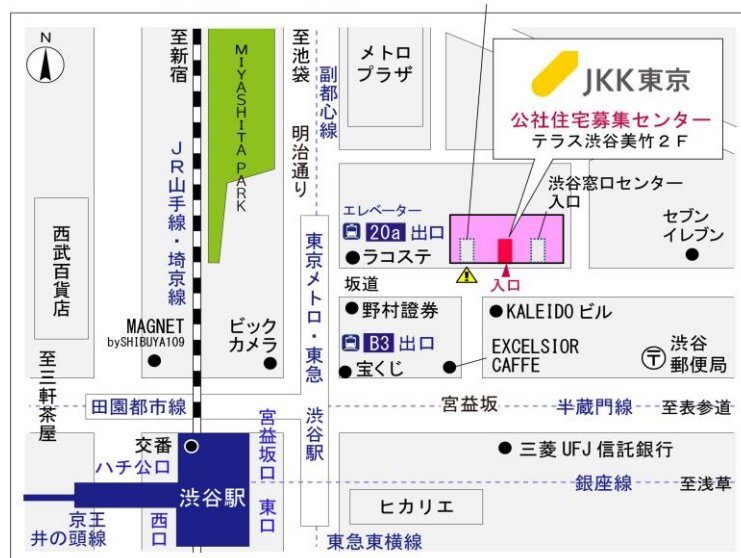 N
至新宿
MIYASHITA PARK
至池袋
明治通り
副都心線
メトロ
プラザ
JKK東京
公社住宅募集センター
テラス渋谷美竹2F
JR山手線・埼京線
西武百貨店
エレベーター
20a 出口
ラコステ
渋谷窓口センター
入口
セブン
イレブン
入口
坂道
野村證券
KALEIDO ビル
東京メトロ・東急
渋谷駅
MAGNET
bySHIBUYA109
ビック
カメラ
B3 出口
宝くじ
EXCELSIOR
CAFFE
〒
渋谷
郵便局
至三軒茶屋
田園都市線
宮益坂
半蔵門線
至表参道
交番
ハチ公口
宮益坂口
東口
三菱 UFJ 信託銀行
渋谷駅
銀座線
至浅草
京王
井の頭線
西口
ヒカリエ
東急東横線